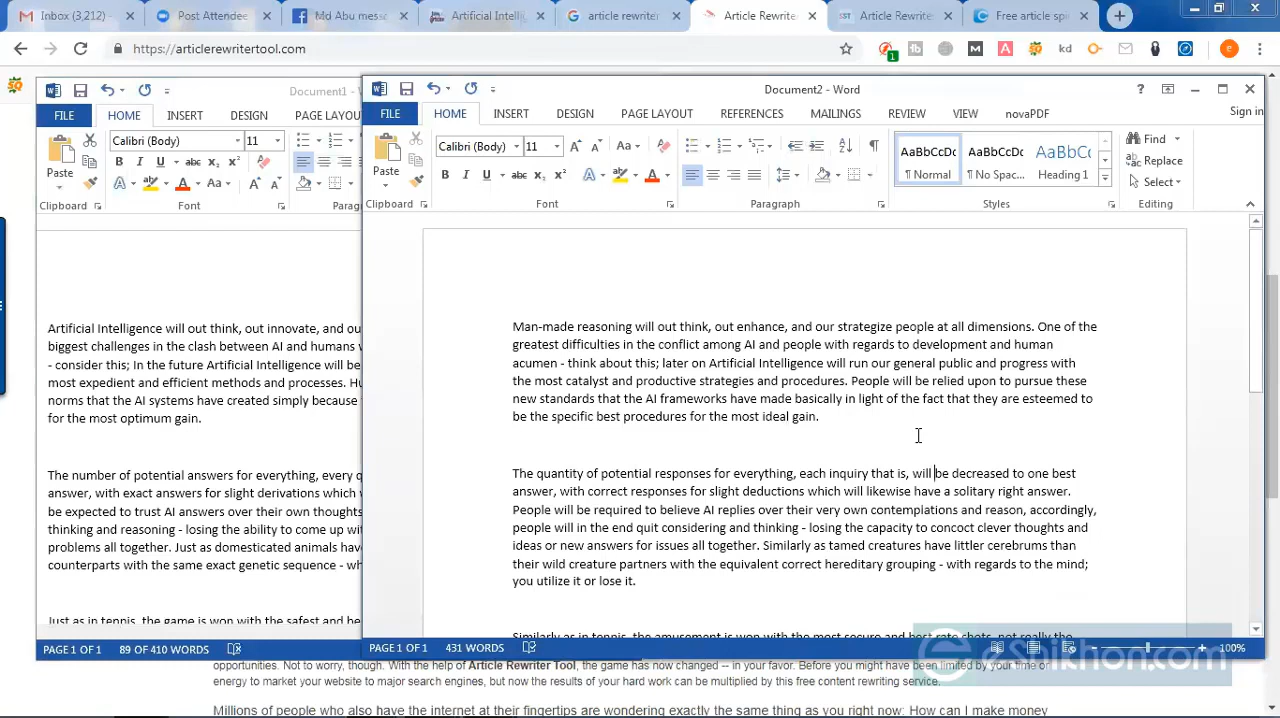 Inbox (3,212) -
Post Attendee
Md Abu mess
Artificial Intelli
article rewriter
Article Rewriter
Article Rewrite
Free article spi
https://articlerewritertool.com
1
kd
Document1 -
FILE HOME INSERT DESIGN PAGE LAYOU
Calibri (Body) 11
Paste
Clipboard Font Parag
Artificial Intelligence will out think, out innovate, and ou
biggest challenges in the clash between AI and humans w
- consider this; In the future Artificial Intelligence will be
most expedient and efficient methods and processes. Hu
norms that the AI systems have created simply because
for the most optimum gain.
The number of potential answers for everything, every q
answer, with exact answers for slight derivations which
be expected to trust AI answers over their own thoughts
thinking and reasoning - losing the ability to come up wit
problems all together. Just as domesticated animals have
counterparts with the same exact genetic sequence - wh
Just as in tennis, the game is won with the safest and be
PAGE 1 OF 1 89 OF 410 WORDS
Document2 - Word
Sign in
FILE HOME INSERT DESIGN PAGE LAYOUT REFERENCES MAILINGS REVIEW VIEW novaPDF
Calibri (Body) 11
Paste
AaBbCcDc AaBbCcDc AaBbCc
¶ Normal ¶ No Spac... Heading 1
Find
Replace
Select
Clipboard Font Paragraph Styles Editing
Man-made reasoning will out think, out enhance, and our strategize people at all dimensions. One of the
greatest difficulties in the conflict among AI and people with regards to development and human
acumen - think about this; later on Artificial Intelligence will run our general public and progress with
the most catalyst and productive strategies and procedures. People will be relied upon to pursue these
new standards that the AI frameworks have made basically in light of the fact that they are esteemed to
be the specific best procedures for the most ideal gain.
The quantity of potential responses for everything, each inquiry that is, will be decreased to one best
answer, with correct responses for slight deductions which will likewise have a solitary right answer.
People will be required to believe AI replies over their very own contemplations and reason, accordingly,
people will in the end quit considering and thinking - losing the capacity to concoct clever thoughts and
ideas or new answers for issues all together. Similarly as tamed creatures have littler cerebrums than
their wild creature partners with the equivalent correct hereditary grouping - with regards to the mind;
you utilize it or lose it.
Similarly as in tennis, the amusement is won with the most secure and best rate shots, not really the
PAGE 1 OF 1 431 WORDS 100%
eShikhon.com
opportunities. Not to worry, though. With the help of Article Rewriter Tool, the game has now changed -- in your favor. Before you might have been limited by your time or
energy to market your website to major search engines, but now the results of your hard work can be multiplied by this free content rewriting service.
Millions of people who also have the internet at their fingertips are wondering exactly the same thing as you right now: How can I make money